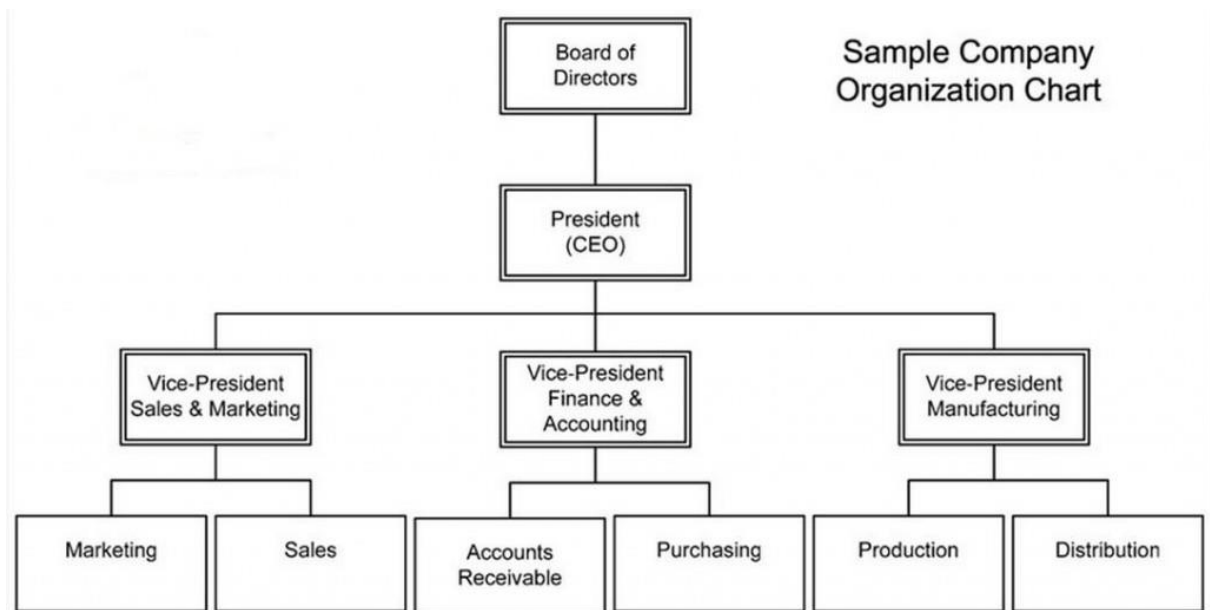 Sample Company
Organization Chart
Board of
Directors
President
(CEO)
Vice-President
Sales & Marketing
Vice-President
Finance &
Accounting
Vice-President
Manufacturing
Marketing
Sales
Accounts
Receivable
Purchasing
Production
Distribution